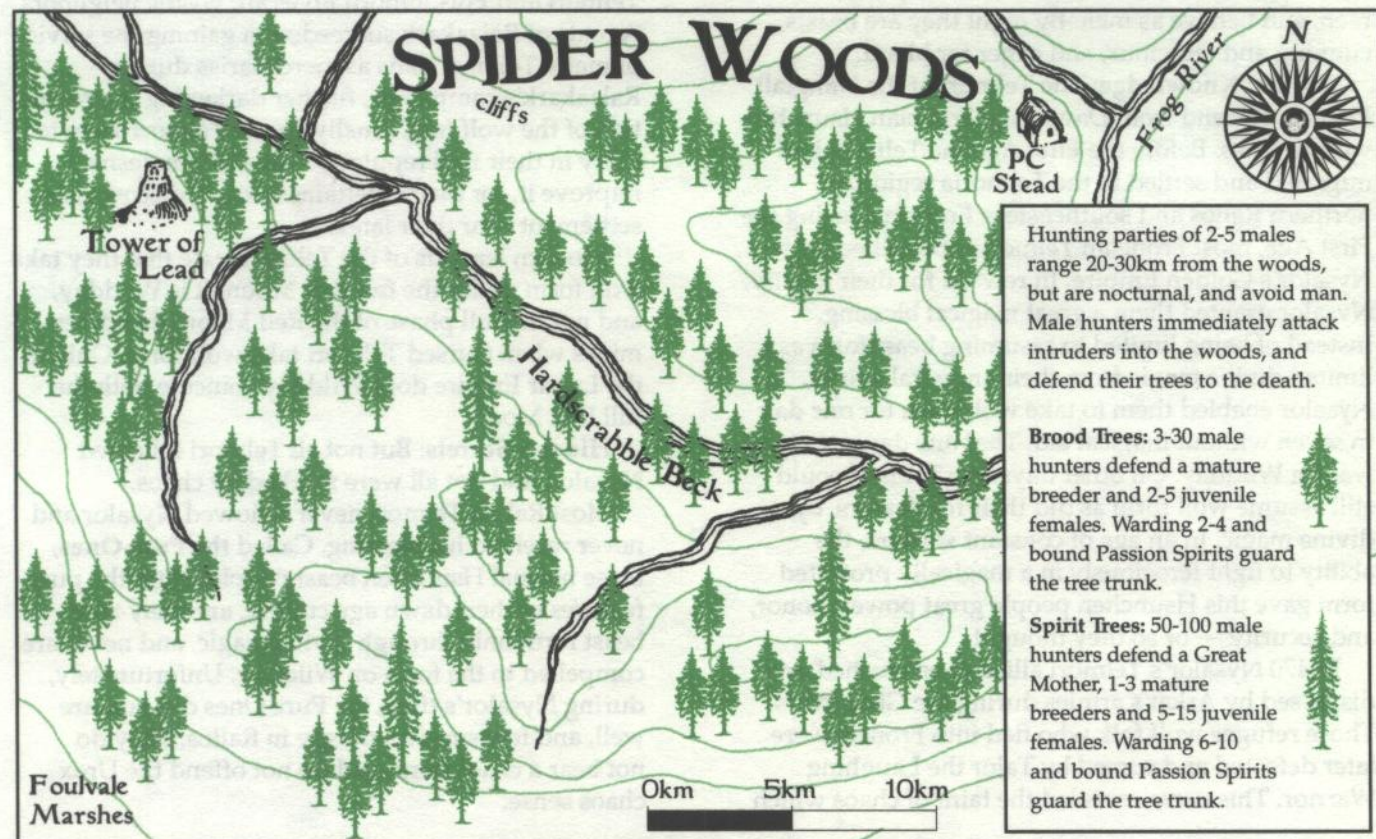 SPIDER WOODS
N
cliffs
Frog River
PC
Stead
Tower of
Lead
Hardscrabble Beck
Hunting parties of 2-5 males
range 20-30km from the woods,
but are nocturnal, and avoid man.
Male hunters immediately attack
intruders into the woods, and
defend their trees to the death.
Brood Trees: 3-30 male
hunters defend a mature
breeder and 2-5 juvenile
females. Warding 2-4 and
bound Passion Spirits guard
the tree trunk.
Spirit Trees: 50-100 male
hunters defend a Great
Mother, 1-3 mature
breeders and 5-15 juvenile
females. Warding 6-10
and bound Passion Spirits
guard the tree trunk.
Foulvale
Marshes
0km 5km 10km